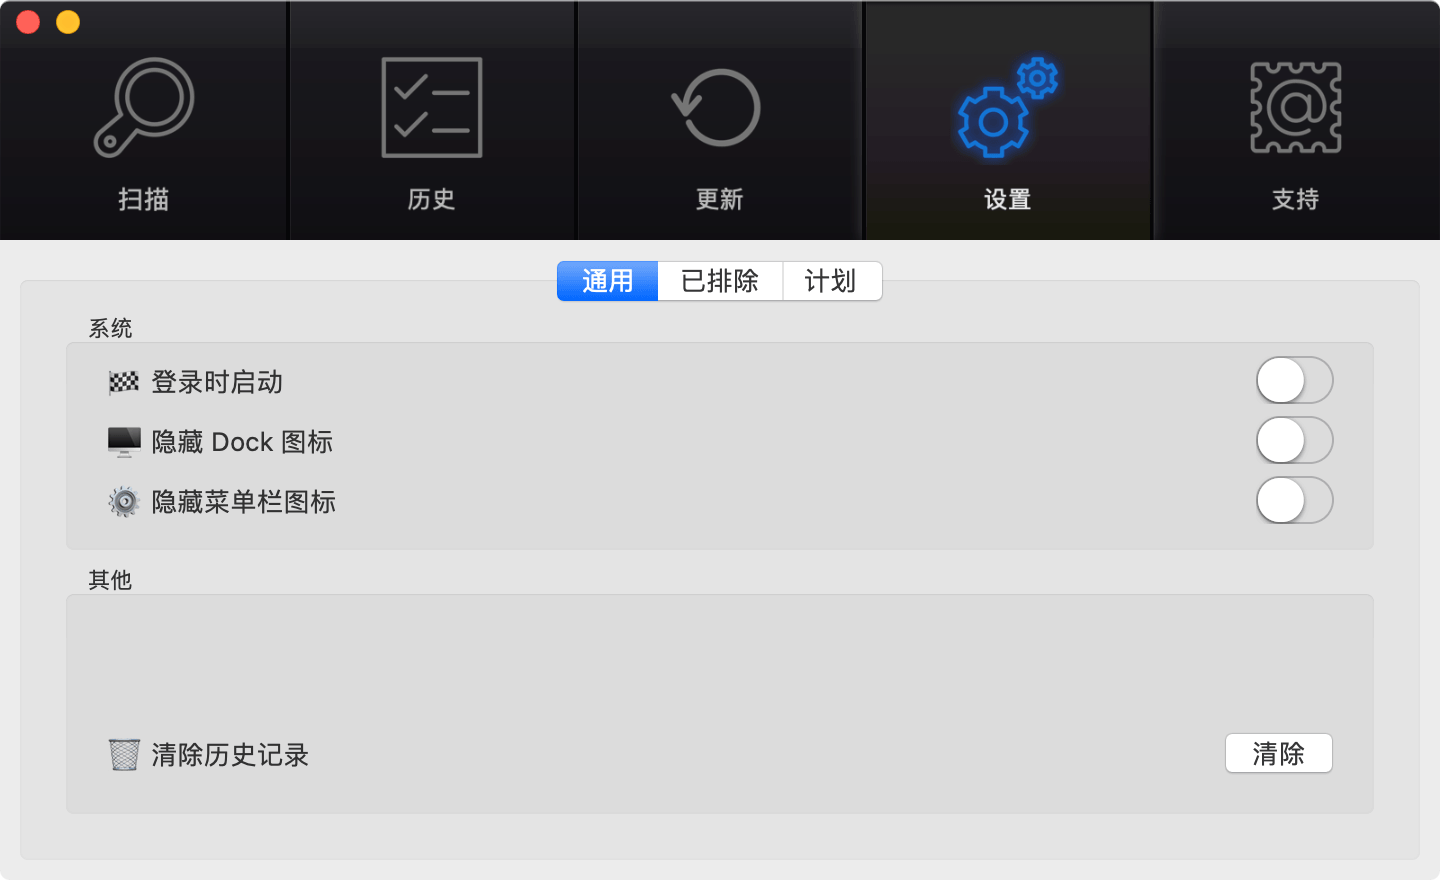 扫描
历史
更新
设置
支持
通用
已排除
计划
系统
登录时启动
隐藏 Dock 图标
隐藏菜单栏图标
其他
清除历史记录
清除